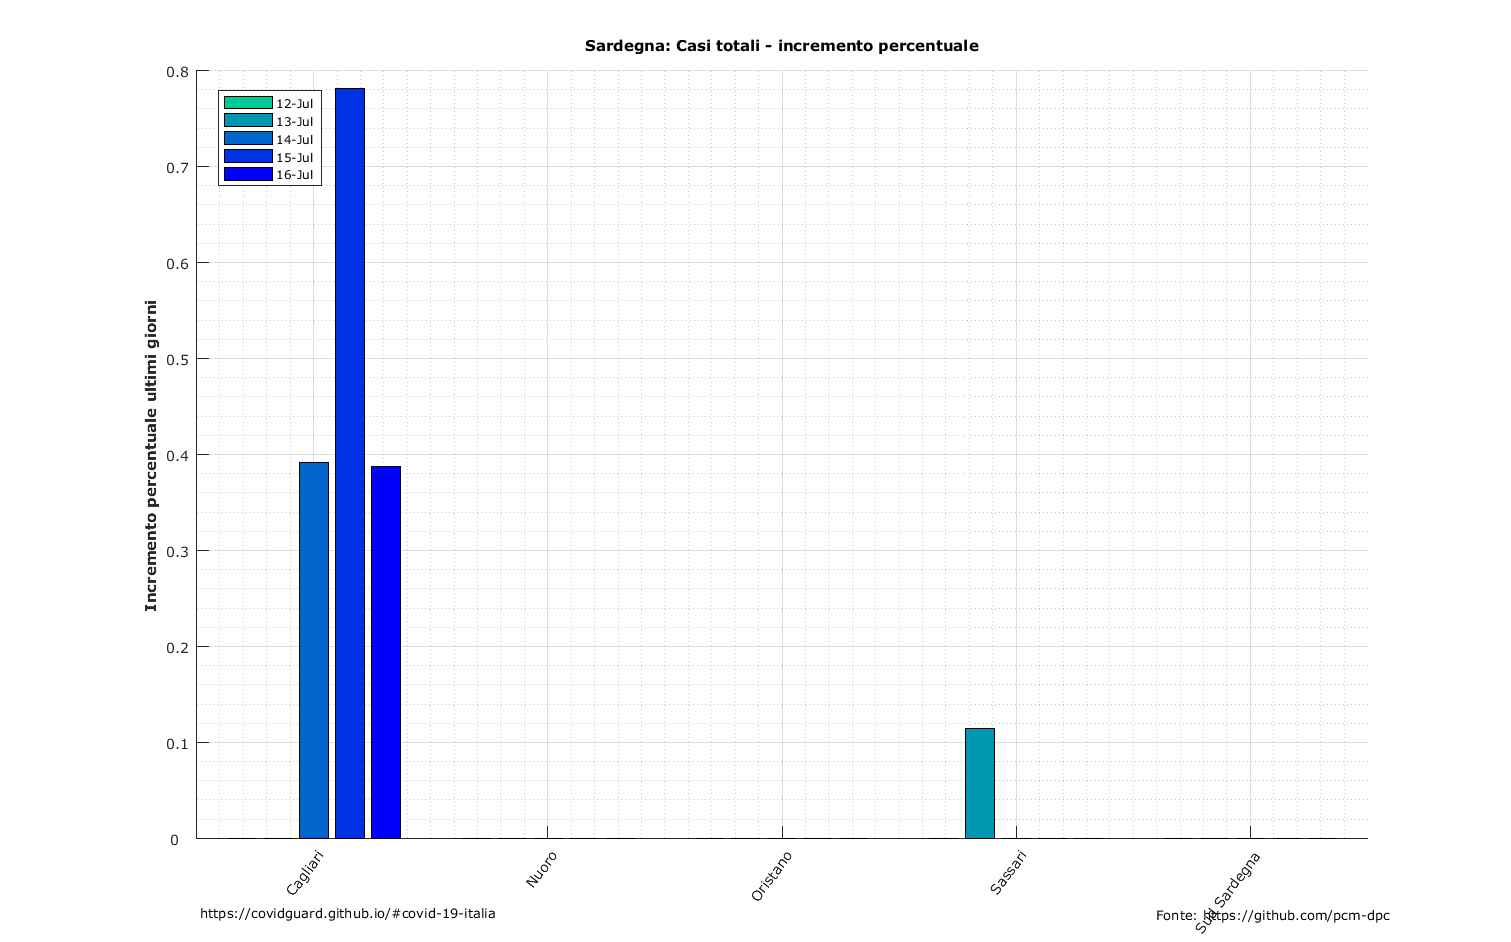 Sardegna: Casi totali - incremento percentuale
0.8
0.7
0.6
0.5
0.4
0.3
0.2
0.1
0
Incremento percentuale ultimi giorni
12-Jul
13-Jul
14-Jul
15-Jul
16-Jul
Cagliari
Nuoro
Oristano
Sassari
Sud Sardegna
https://covidguard.github.io/#covid-19-italia
Fonte: https://github.com/pcm-dpc